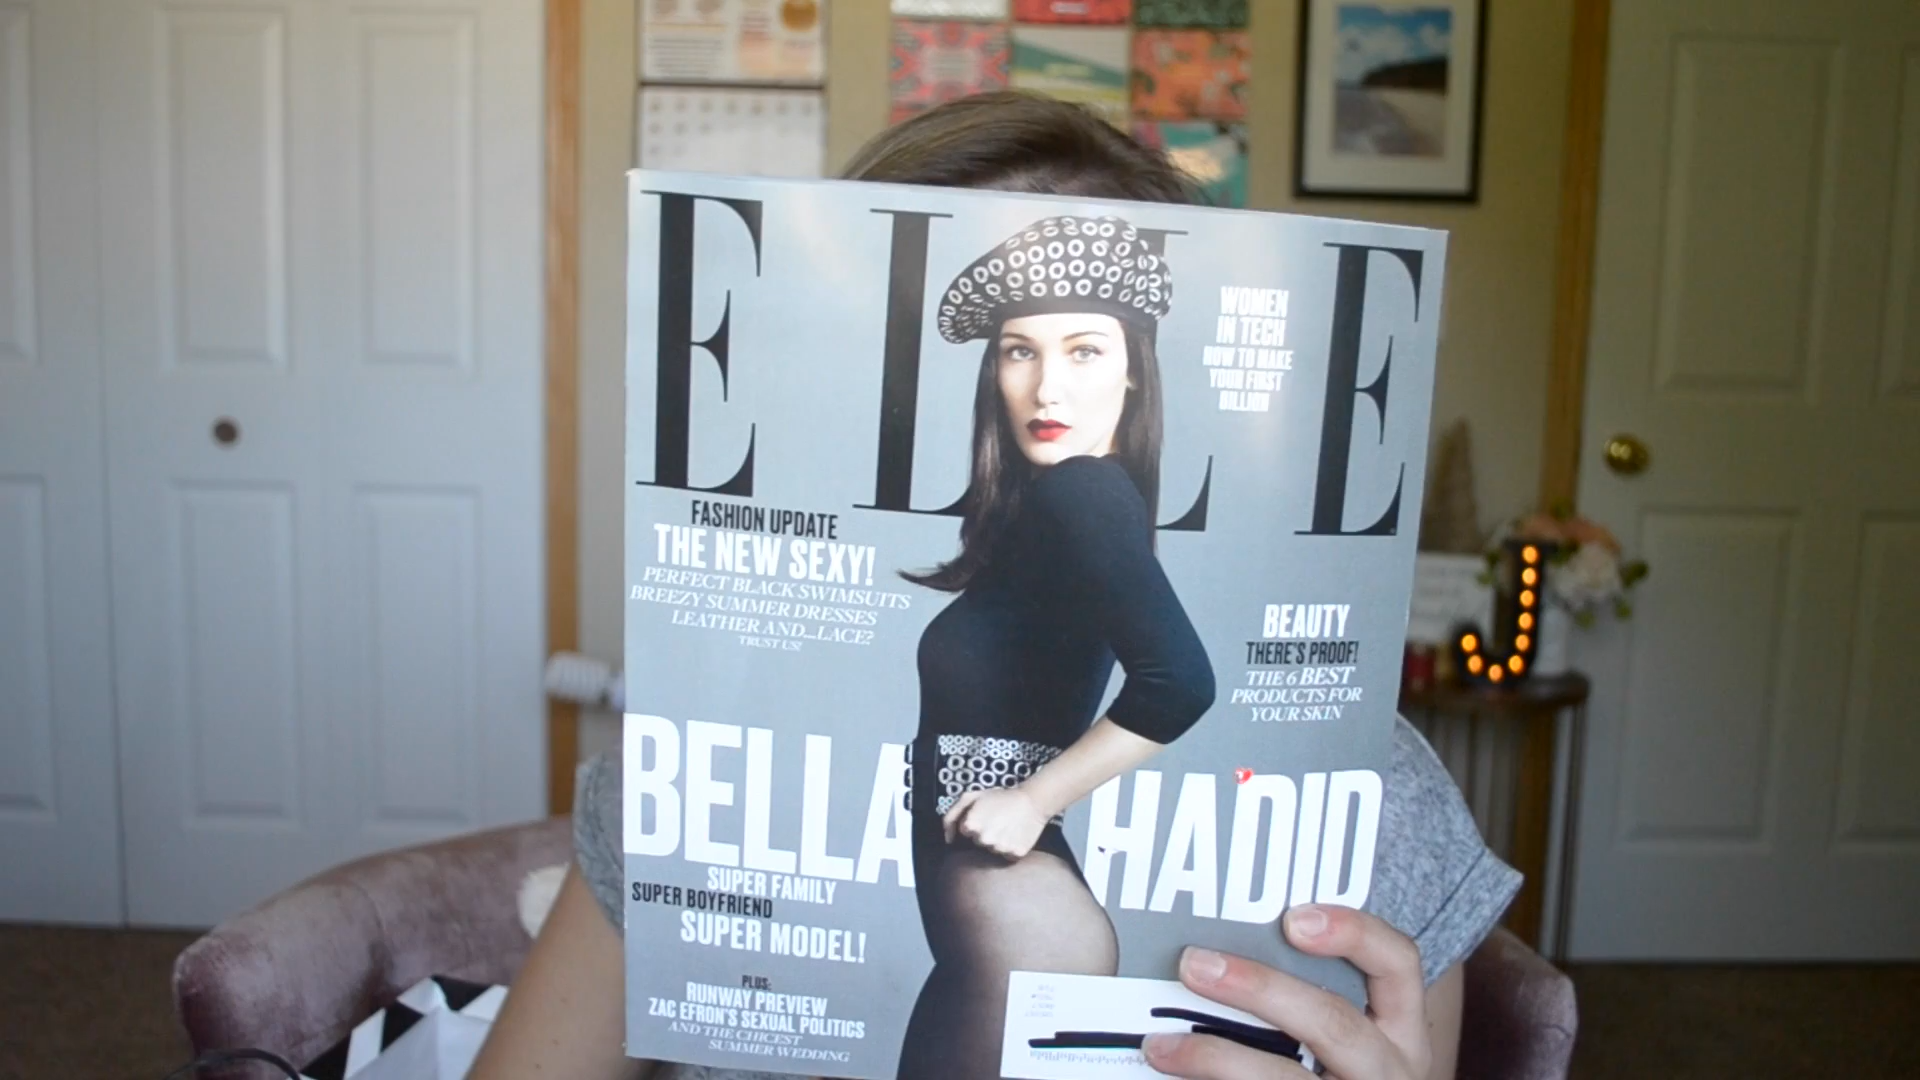 ELLE
WOMEN
IN TECH
HOW TO MAKE
YOUR FIRST
BILLION
FASHION UPDATE
THE NEW SEXY!
PERFECT BLACK SWIMSUITS
BREEZY SUMMER DRESSES
LEATHER AND...LACE?
TRUST US!
BEAUTY
THERE'S PROOF!
THE 6 BEST
PRODUCTS FOR
YOUR SKIN
BELLA HADID
SUPER FAMILY
SUPER BOYFRIEND
SUPER MODEL!
PLUS:
RUNWAY PREVIEW
ZAC EFRON'S SEXUAL POLITICS
AND THE CHICEST
SUMMER WEDDING
J